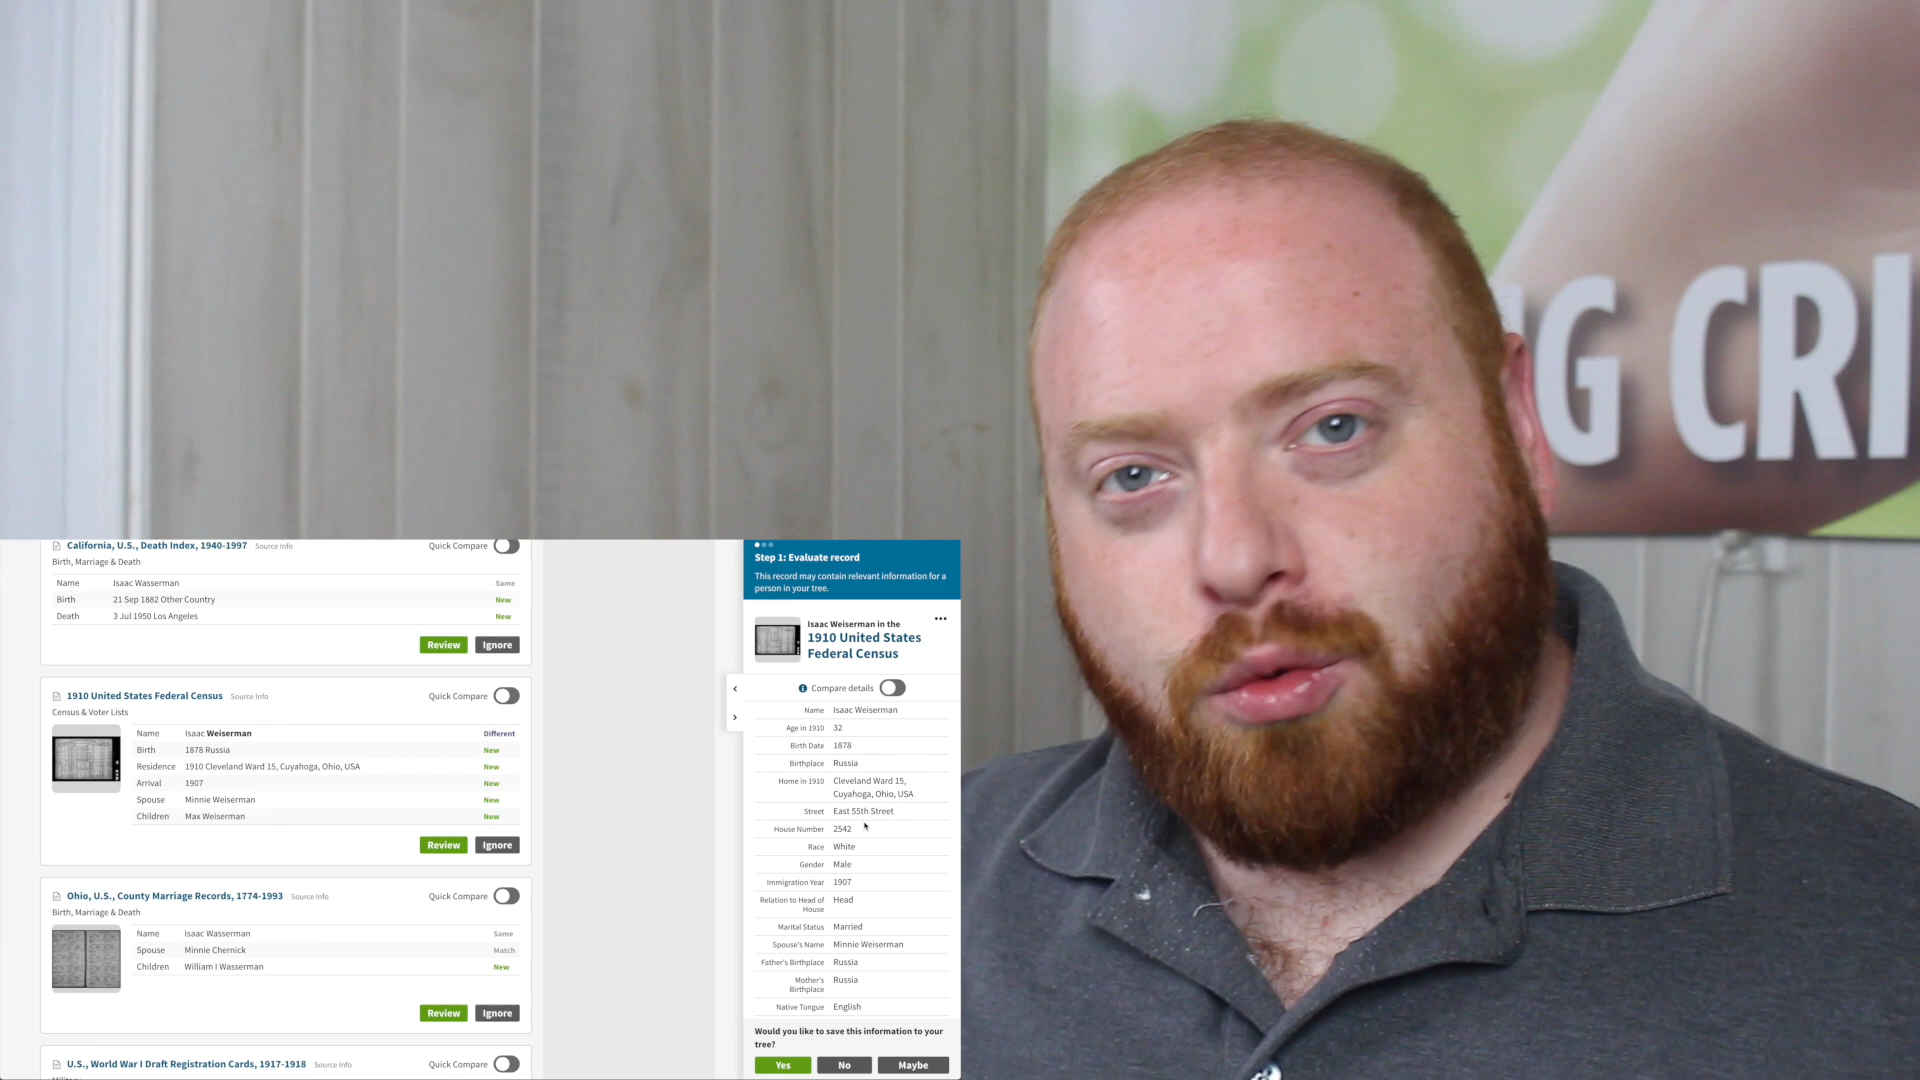 G CRI
California, U.S., Death Index, 1940-1997 Source Info Quick Compare
Birth, Marriage & Death
Name Isaac Wasserman Same
Birth 21 Sep 1882 Other Country New
Death 3 Jul 1950 Los Angeles New
Review Ignore
1910 United States Federal Census Source Info Quick Compare
Census & Voter Lists
Name Isaac Weiserman Different
Birth 1878 Russia New
Residence 1910 Cleveland Ward 15, Cuyahoga, Ohio, USA New
Arrival 1907 New
Spouse Minnie Weiserman New
Children Max Weiserman New
Review Ignore
Ohio, U.S., County Marriage Records, 1774-1993 Source Info Quick Compare
Birth, Marriage & Death
Name Isaac Wasserman Same
Spouse Minnie Chernick Match
Children William I Wasserman New
Review Ignore
U.S., World War I Draft Registration Cards, 1917-1918 Source Info Quick Compare
Step 1: Evaluate record
This record may contain relevant information for a
person in your tree.
Isaac Weiserman in the
1910 United States
Federal Census
Compare details
Name Isaac Weiserman
Age in 1910 32
Birth Date 1878
Birthplace Russia
Home in 1910 Cleveland Ward 15,
Cuyahoga, Ohio, USA
Street East 55th Street
House Number 2542
Race White
Gender Male
Immigration Year 1907
Relation to Head of Head
House
Marital Status Married
Spouse's Name Minnie Weiserman
Father's Birthplace Russia
Mother's Russia
Birthplace
Native Tongue English
Would you like to save this information to your
tree?
Yes No Maybe